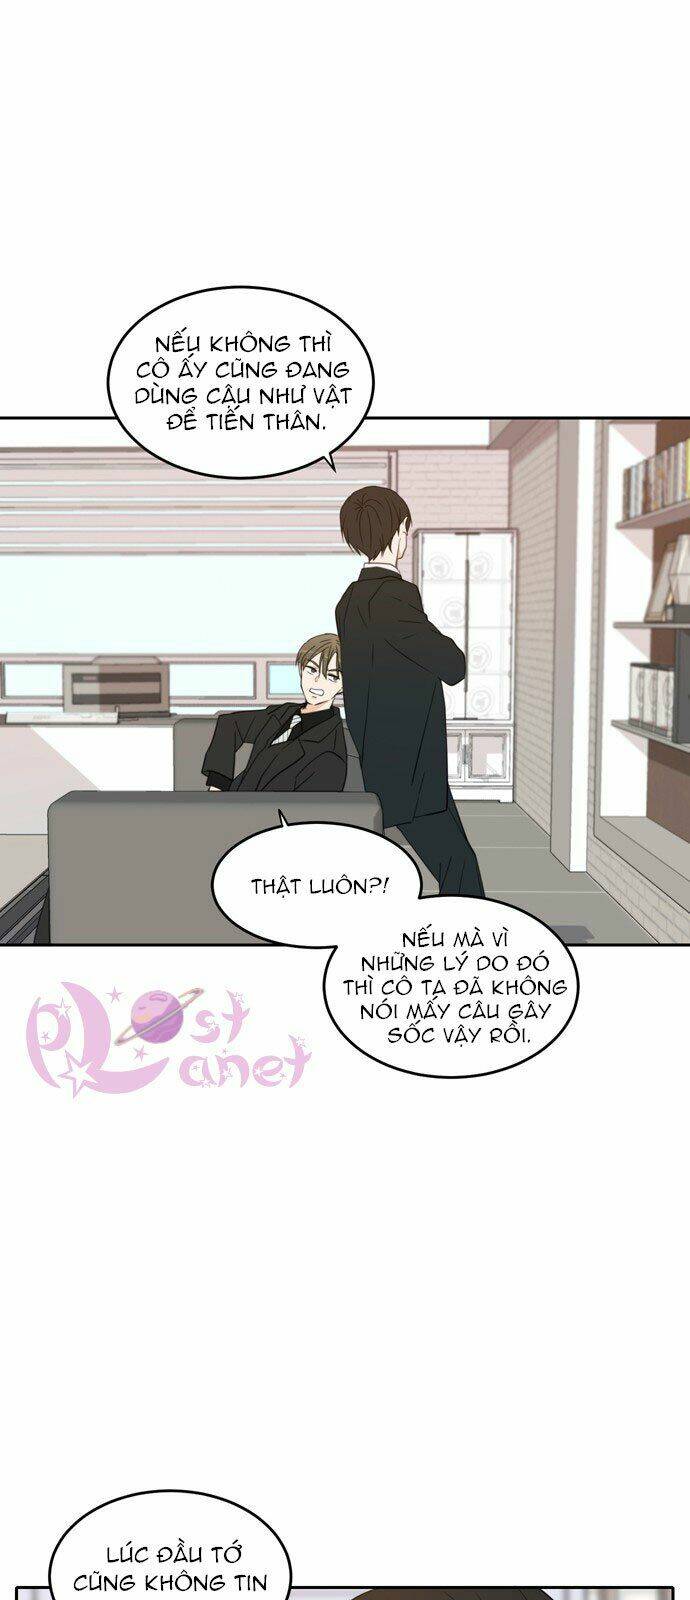 NẾU KHÔNG THÌ
CÔ ẤY CŨNG ĐANG
DÙNG CẬU NHƯ VẬT
ĐỂ TIẾN THÂN.
THẬT LUÔN?!
NẾU MÀ VÌ
NHỮNG LÝ DO ĐÓ
THÌ CÔ TA ĐÃ KHÔNG
NÓI MẤY CÂU GÂY
SỐC VẬY RỒI.
Lost
Planet
LÚC ĐẦU TỚ
CŨNG KHÔNG TIN